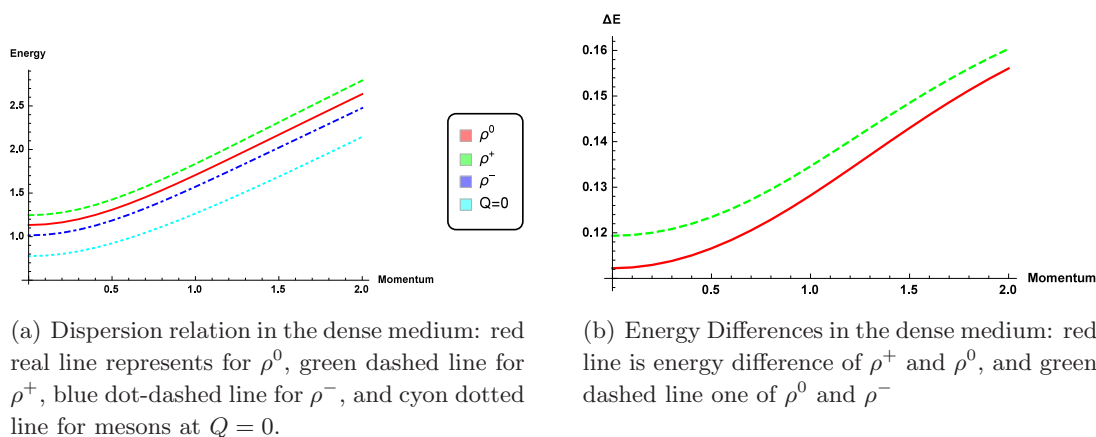 Energy
2.5
2.0
1.5
1.0
0.5
1.0
1.5
2.0
Momentum
ρ⁰
ρ⁺
ρ⁻
Q=0
ΔE
0.16
0.15
0.14
0.13
0.12
0.5
1.0
1.5
2.0
Momentum
(a) Dispersion relation in the dense medium: red
real line represents for ρ⁰, green dashed line for
ρ⁺, blue dot-dashed line for ρ⁻, and cyon dotted
line for mesons at Q = 0.
(b) Energy Differences in the dense medium: red
line is energy difference of ρ⁺ and ρ⁰, and green
dashed line one of ρ⁰ and ρ⁻